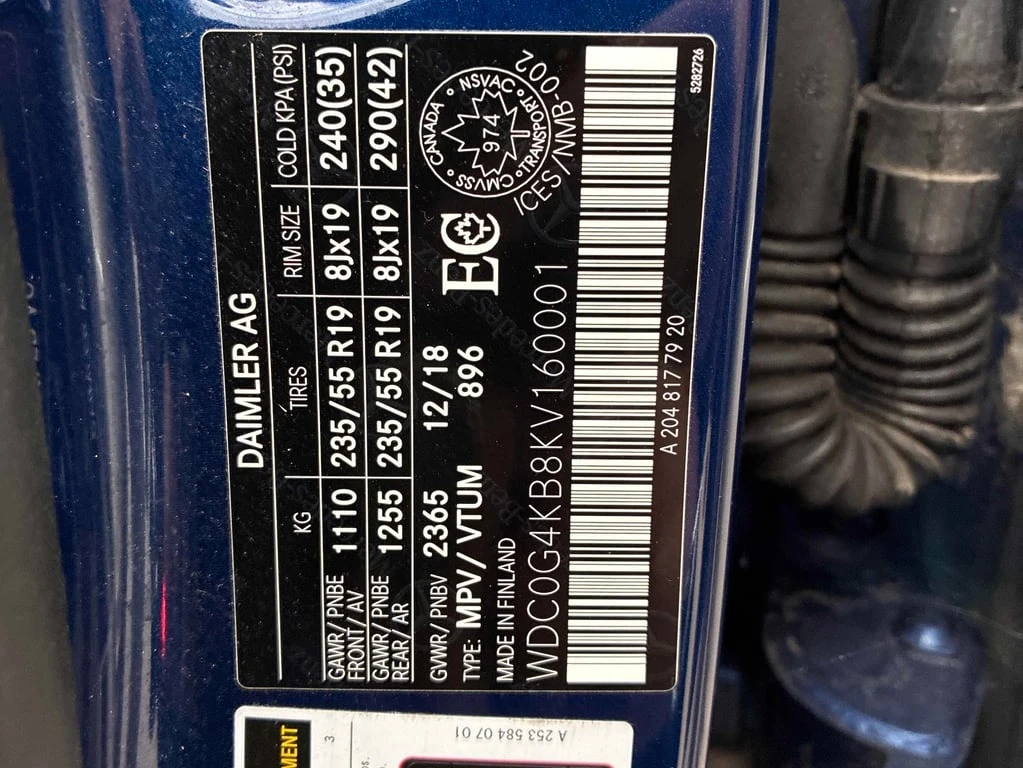 DAIMLER AG
KG TIRES RIM SIZE COLD KPA(PSI)
GAWR/ PNBE FRONT/ AV 1110 235/55 R19 8Jx19 240(35)
GAWR/ PNBE REAR/ AR 1255 235/55 R19 8Jx19 290(42)
GVWR/ PNBV 2365 12/18
TYPE: MPV/ VTUM 896
EC
CANADA • NSVAC • TRANSPORT • CMVSS •
974
ICES/NMB-002
MADE IN FINLAND
WDC0G4KB8KV160001
A 204 817 79 20
5282726
MENT
3
A 253 584 07 01